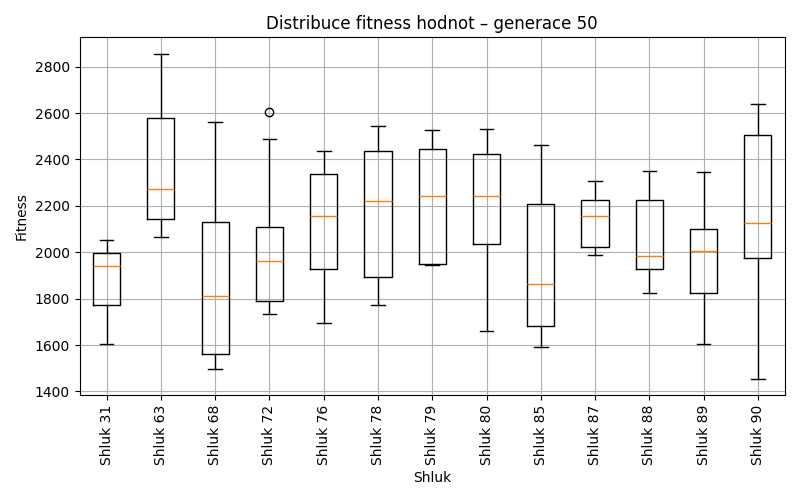 Distribuce fitness hodnot – generace 50
Fitness
2800
2600
2400
2200
2000
1800
1600
1400
Shluk 31
Shluk 63
Shluk 68
Shluk 72
Shluk 76
Shluk 78
Shluk 79
Shluk 80
Shluk 85
Shluk 87
Shluk 88
Shluk 89
Shluk 90
Shluk